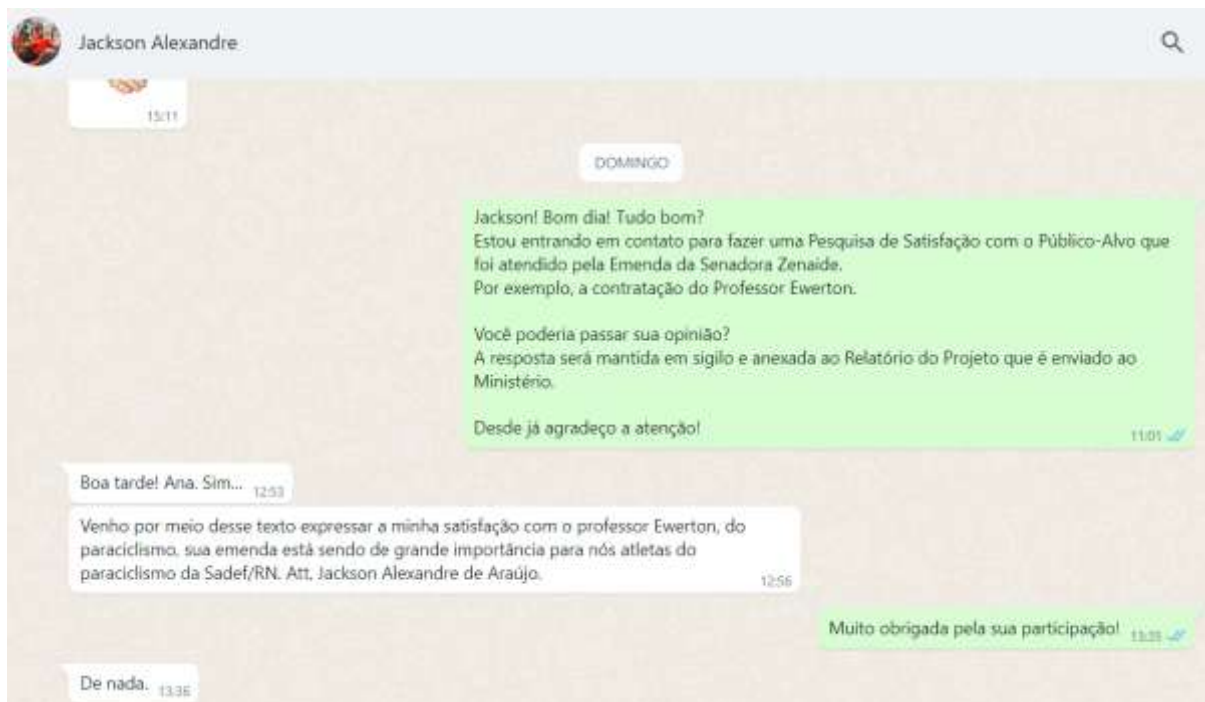 Jackson Alexandre
15:11
DOMINGO
Jackson! Bom dia! Tudo bom?
Estou entrando em contato para fazer uma Pesquisa de Satisfação com o Público-Alvo que
foi atendido pela Emenda da Senadora Zenaide.
Por exemplo, a contratação do Professor Ewerton.
Você poderia passar sua opinião?
A resposta será mantida em sigilo e anexada ao Relatório do Projeto que é enviado ao
Ministério.
Desde já agradeço a atenção!
11:01
Boa tarde! Ana. Sim... 12:53
Venho por meio desse texto expressar a minha satisfação com o professor Ewerton, do
paraciclismo, sua emenda está sendo de grande importância para nós atletas do
paraciclismo da Sadef/RN. Att, Jackson Alexandre de Araújo.
12:56
Muito obrigada pela sua participação!
De nada. 13:36